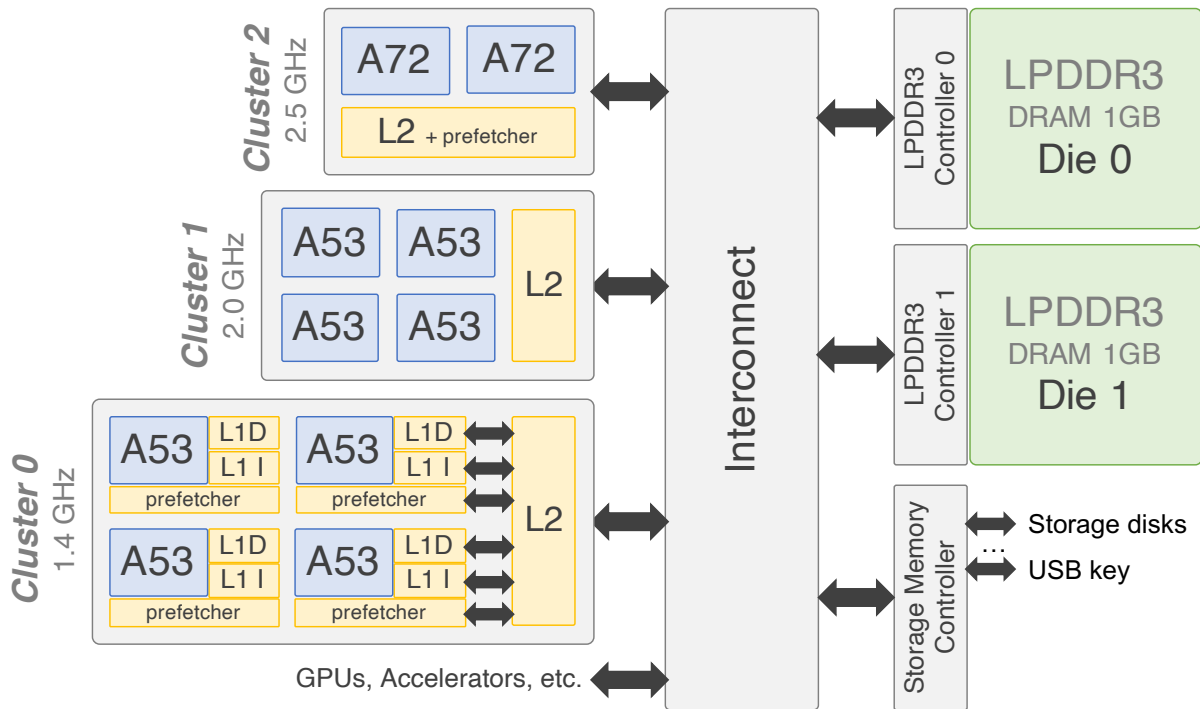 Cluster 2
2.5 GHz
A72
A72
L2 + prefetcher
Cluster 1
2.0 GHz
A53
A53
A53
A53
L2
Cluster 0
1.4 GHz
A53
L1D
L1 I
prefetcher
A53
L1D
L1 I
prefetcher
A53
L1D
L1 I
prefetcher
A53
L1D
L1 I
prefetcher
L2
GPUs, Accelerators, etc.
Interconnect
LPDDR3
Controller 0
LPDDR3
DRAM 1GB
Die 0
LPDDR3
Controller 1
LPDDR3
DRAM 1GB
Die 1
Storage Memory
Controller
Storage disks
...
USB key